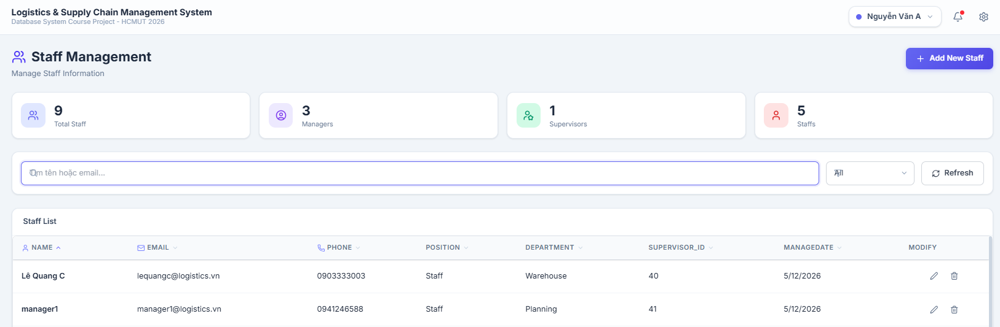 Logistics & Supply Chain Management System
Database System Course Project - HCMUT 2026
Nguyễn Văn A
Staff Management
Manage Staff Information
Add New Staff
9
Total Staff
3
Managers
1
Supervisors
5
Staffs
tên hoặc email...
All
Refresh
Staff List
NAME EMAIL PHONE POSITION DEPARTMENT SUPERVISOR_ID MANAGEDATE MODIFY
Lê Quang C lequangc@logistics.vn 0903333003 Staff Warehouse 40 5/12/2026
manager1 manager1@logistics.vn 0941246588 Staff Planning 41 5/12/2026